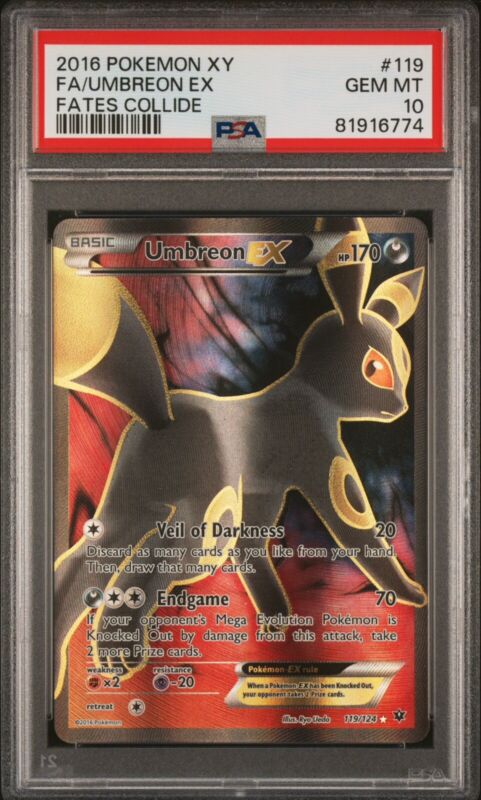 2016 POKEMON XY #119
FA/UMBREON EX GEM MT
FATES COLLIDE 10
PSA 81916774
BASIC Umbreon EX HP170
Veil of Darkness 20
Discard as many cards as you like from your hand.
Then, draw that many cards.
Endgame 70
If your opponent's Mega Evolution Pokémon is
Knocked Out by damage from this attack, take
2 more Prize cards.
weakness resistance
×2 -20
retreat
Pokémon-EX rule
When a Pokémon-EX has been Knocked Out,
your opponent takes 2 Prize cards.
©2016 Pokémon Illus. Ryo Ueda 119/124
21 PSA